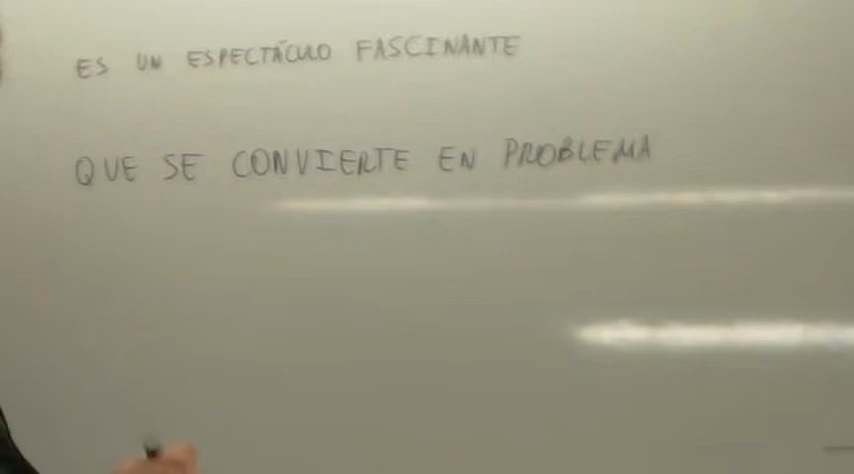 ES UN ESPECTÁCULO FASCINANTE
QUE SE CONVIERTE EN PROBLEMA